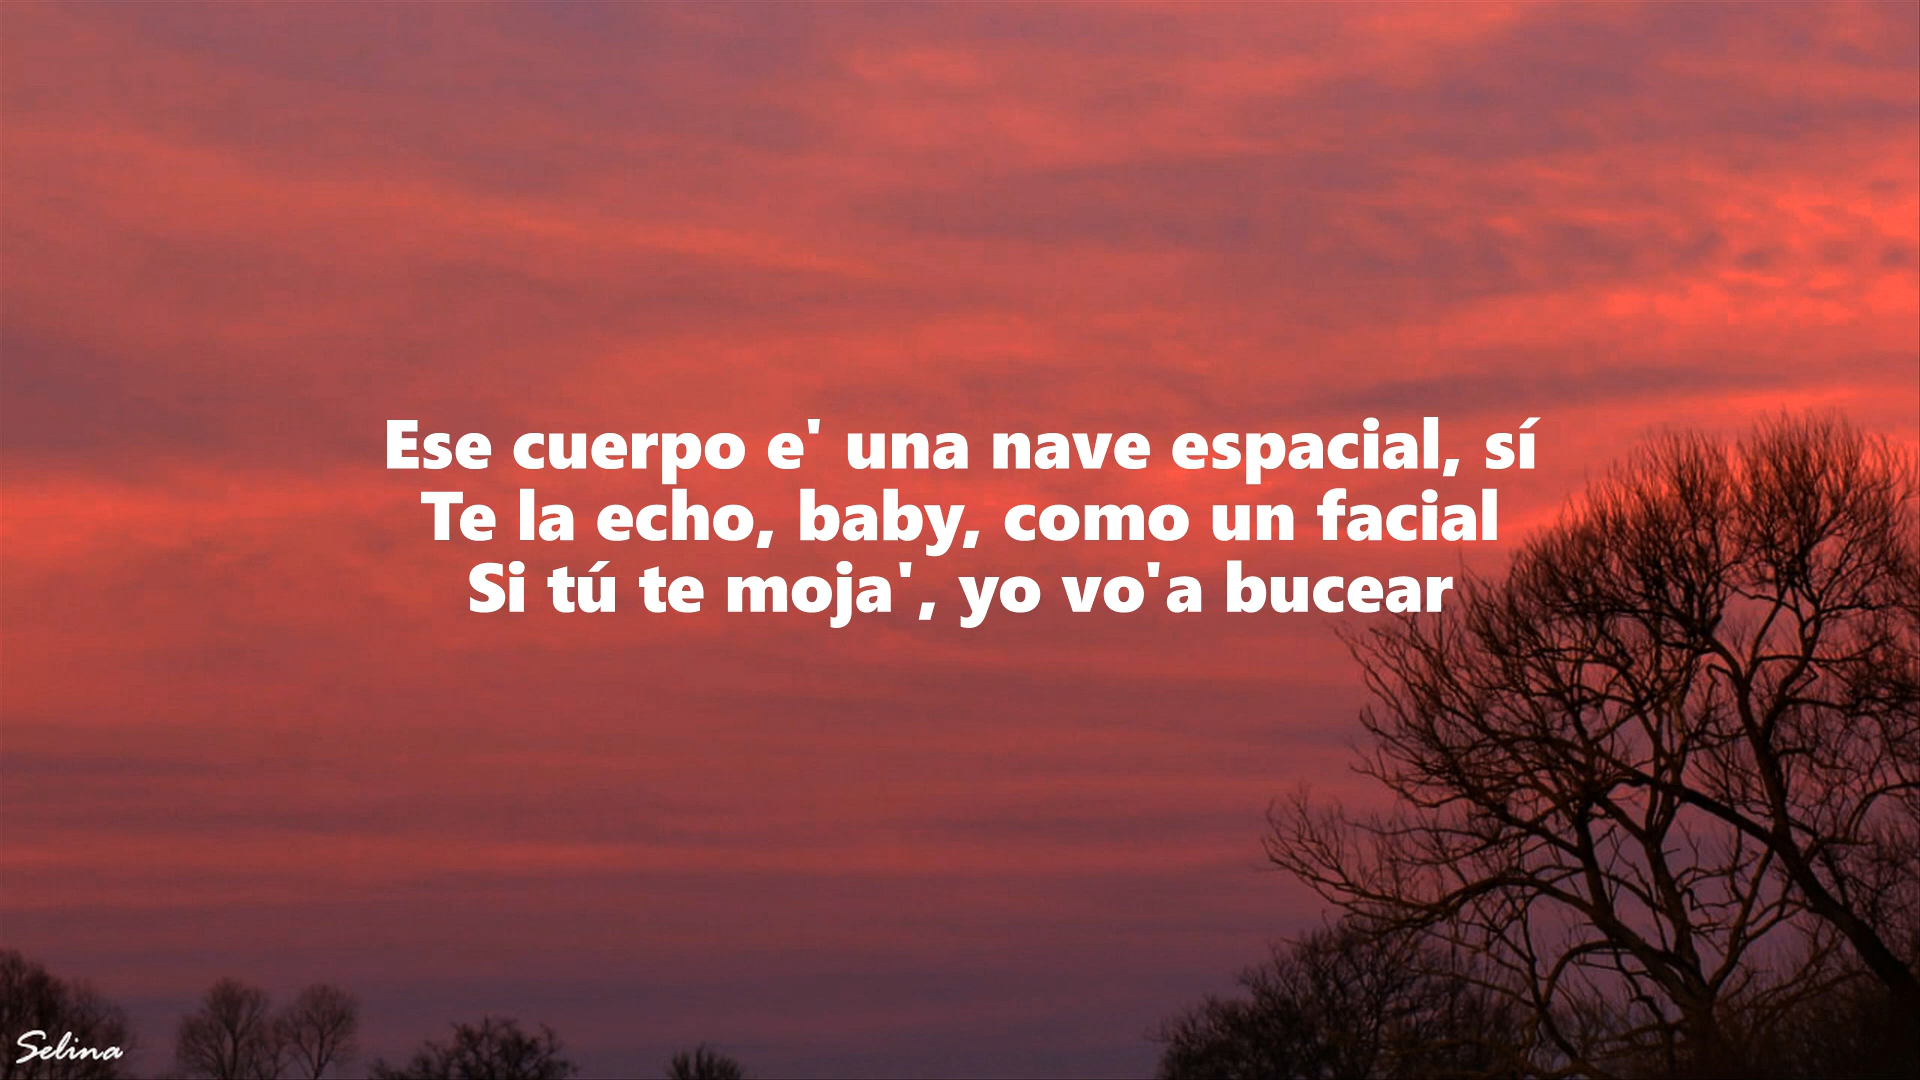 Ese cuerpo e' una nave espacial, sí
Te la echo, baby, como un facial
Si tú te moja', yo vo'a bucear
Selina